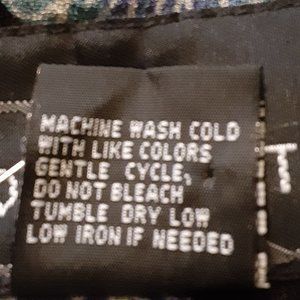 MACHINE WASH COLD
WITH LIKE COLORS
GENTLE CYCLE,
DO NOT BLEACH
TUMBLE DRY LOW
LOW IRON IF NEEDED